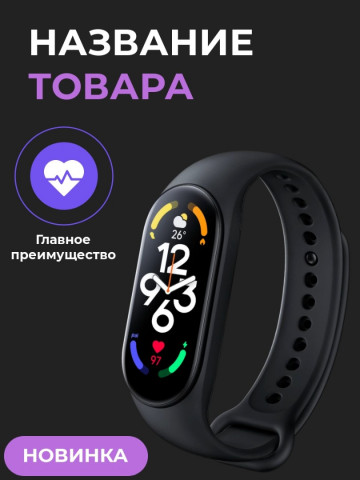 НАЗВАНИЕ
ТОВАРА
Главное
преимущество
26°
12
9 3
6
97
НОВИНКА